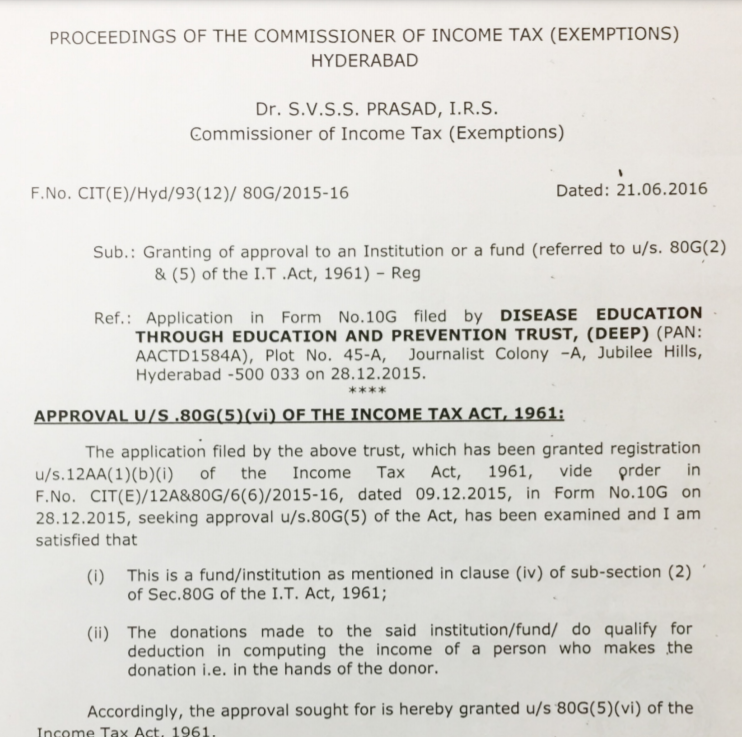 PROCEEDINGS OF THE COMMISSIONER OF INCOME TAX (EXEMPTIONS)
HYDERABAD
Dr. S.V.S.S. PRASAD, I.R.S.
Commissioner of Income Tax (Exemptions)
F.No. CIT(E)/Hyd/93(12)/ 80G/2015-16 Dated: 21.06.2016
Sub.: Granting of approval to an Institution or a fund (referred to u/s. 80G(2)
& (5) of the I.T .Act, 1961) – Reg
Ref.: Application in Form No.10G filed by DISEASE EDUCATION
THROUGH EDUCATION AND PREVENTION TRUST, (DEEP) (PAN:
AACTD1584A), Plot No. 45-A, Journalist Colony –A, Jubilee Hills,
Hyderabad -500 033 on 28.12.2015.
****
APPROVAL U/S .80G(5)(vi) OF THE INCOME TAX ACT, 1961:
The application filed by the above trust, which has been granted registration
u/s.12AA(1)(b)(i) of the Income Tax Act, 1961, vide order in
F.No. CIT(E)/12A&80G/6(6)/2015-16, dated 09.12.2015, in Form No.10G on
28.12.2015, seeking approval u/s.80G(5) of the Act, has been examined and I am
satisfied that
(i) This is a fund/institution as mentioned in clause (iv) of sub-section (2)
of Sec.80G of the I.T. Act, 1961;
(ii) The donations made to the said institution/fund/ do qualify for
deduction in computing the income of a person who makes the
donation i.e. in the hands of the donor.
Accordingly, the approval sought for is hereby granted u/s 80G(5)(vi) of the
Income Tax Act, 1961.